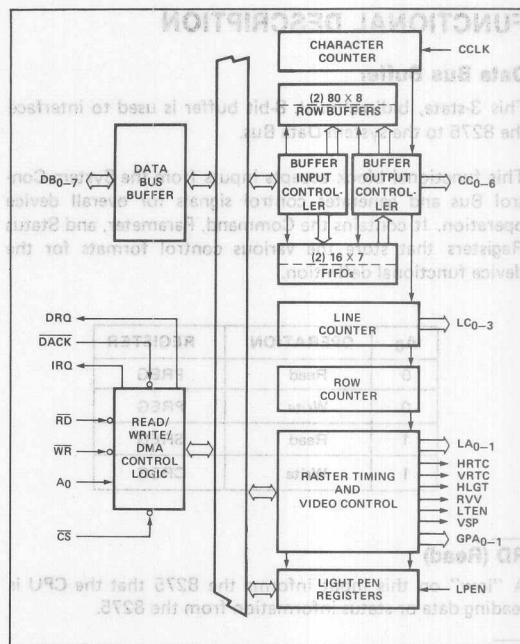 FUNCTIONAL DESCRIPTION
CHARACTER
COUNTER
CCLK
Data Bus Buffer
(2) 80 X 8
ROW BUFFERS
This 3-state, 8-bit buffer is used to interface
the 8275 to the system Data Bus.
DATA
BUS
BUFFER
DB0–7
BUFFER
INPUT
CONTROL-
LER
BUFFER
OUTPUT
CONTROL-
LER
CC0–6
This functional block inputs from the System Con-
trol Bus and generates control signals for overall device
operation. It contains the Command, Parameter, and Status
Registers that store the various control formats for the
device functional
(2) 16 X 7
FIFOs
LINE
COUNTER
LC0–3
DRQ
DACK
IRQ
RD
WR
A0
CS
READ/
WRITE/
DMA
CONTROL
LOGIC
A0 OPERATION REGISTER
0 Read PREG
0 Write PREG
1 Read
1 Write
ROW
COUNTER
RASTER TIMING
AND
VIDEO CONTROL
LA0–1
HRTC
VRTC
HLGT
RVV
LTEN
VSP
GPA0–1
RD (Read)
LIGHT PEN
REGISTERS
LPEN
A "low" on this informs the 8275 that the CPU is
reading data or status information from the 8275.